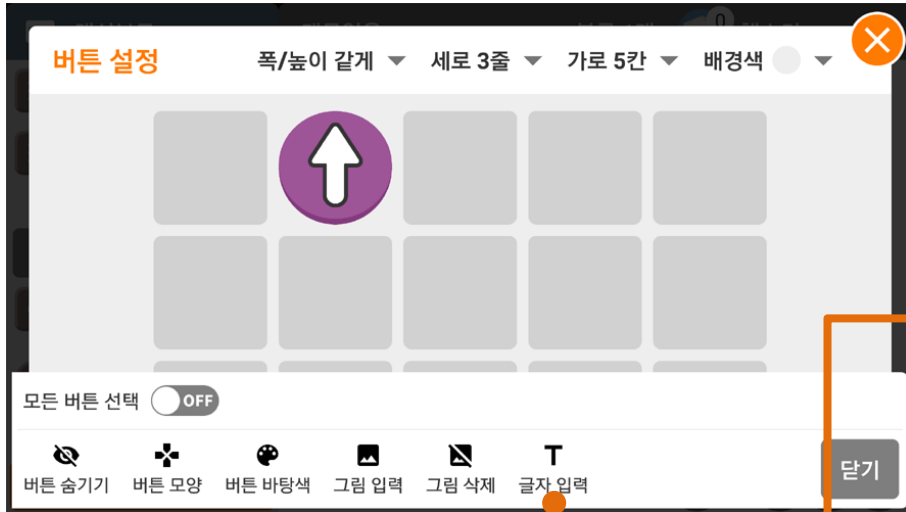 버튼 설정 폭/높이 같게 세로 3줄 가로 5칸 배경색
모든 버튼 선택 OFF
버튼 숨기기 버튼 모양 버튼 바탕색 그림 입력 그림 삭제 글자 입력
닫기